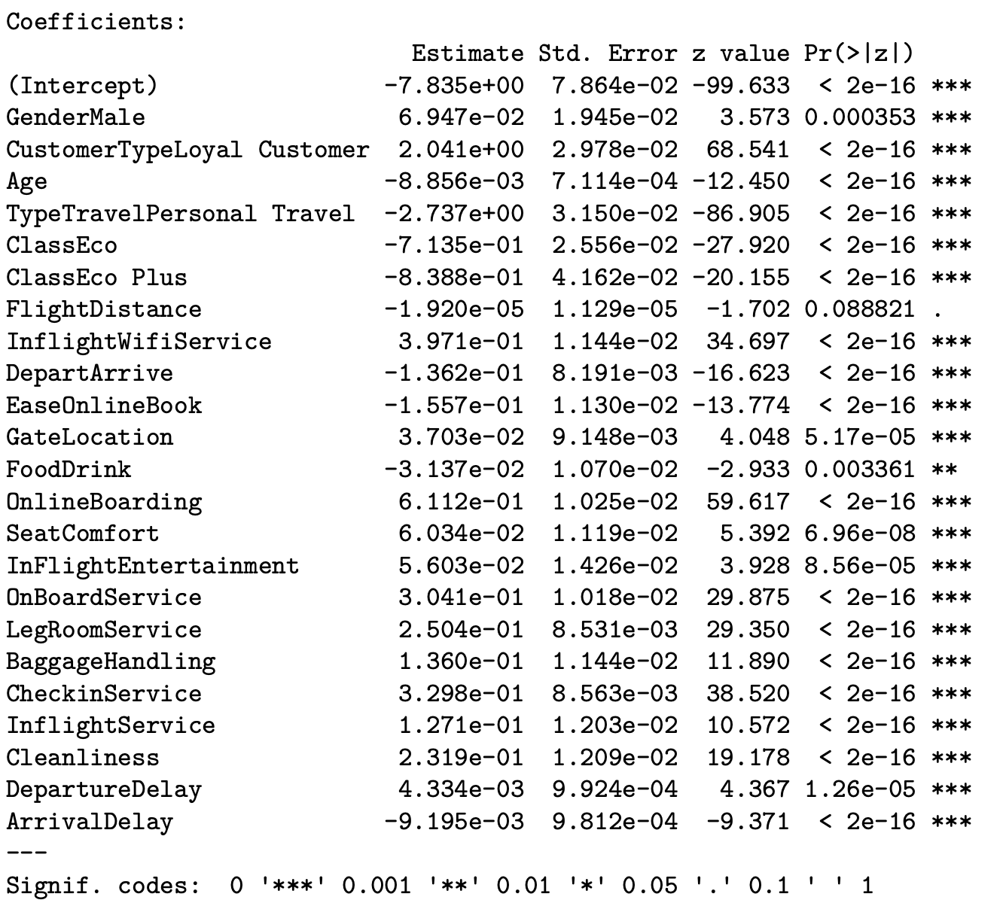 Coefficients:
                           Estimate Std. Error z value Pr(>|z|)
(Intercept)              -7.835e+00  7.864e-02 -99.633  < 2e-16 ***
GenderMale                6.947e-02  1.945e-02   3.573 0.000353 ***
CustomerTypeLoyal Customer  2.041e+00  2.978e-02  68.541  < 2e-16 ***
Age                      -8.856e-03  7.114e-04 -12.450  < 2e-16 ***
TypeTravelPersonal Travel  -2.737e+00  3.150e-02 -86.905  < 2e-16 ***
ClassEco                 -7.135e-01  2.556e-02 -27.920  < 2e-16 ***
ClassEco Plus            -8.388e-01  4.162e-02 -20.155  < 2e-16 ***
FlightDistance           -1.920e-05  1.129e-05  -1.702 0.088821 .
InflightWifiService       3.971e-01  1.144e-02  34.697  < 2e-16 ***
DepartArrive             -1.362e-01  8.191e-03 -16.623  < 2e-16 ***
EaseOnlineBook           -1.557e-01  1.130e-02 -13.774  < 2e-16 ***
GateLocation              3.703e-02  9.148e-03   4.048 5.17e-05 ***
FoodDrink                -3.137e-02  1.070e-02  -2.933 0.003361 **
OnlineBoarding            6.112e-01  1.025e-02  59.617  < 2e-16 ***
SeatComfort               6.034e-02  1.119e-02   5.392 6.96e-08 ***
InFlightEntertainment     5.603e-02  1.426e-02   3.928 8.56e-05 ***
OnBoardService            3.041e-01  1.018e-02  29.875  < 2e-16 ***
LegRoomService            2.504e-01  8.531e-03  29.350  < 2e-16 ***
BaggageHandling           1.360e-01  1.144e-02  11.890  < 2e-16 ***
CheckinService            3.298e-01  8.563e-03  38.520  < 2e-16 ***
InflightService           1.271e-01  1.203e-02  10.572  < 2e-16 ***
Cleanliness               2.319e-01  1.209e-02  19.178  < 2e-16 ***
DepartureDelay            4.334e-03  9.924e-04   4.367 1.26e-05 ***
ArrivalDelay             -9.195e-03  9.812e-04  -9.371  < 2e-16 ***
---
Signif. codes:  0 '***' 0.001 '**' 0.01 '*' 0.05 '.' 0.1 ' ' 1